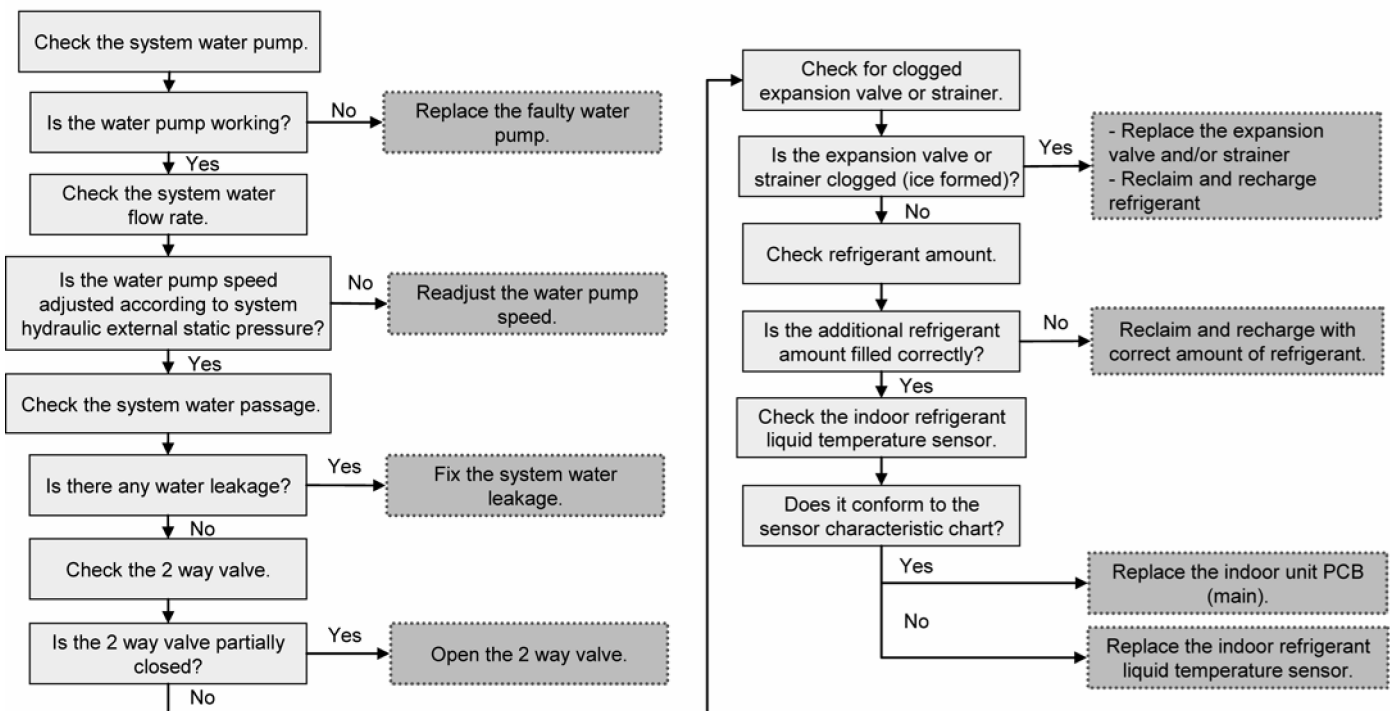 Check the system water pump.
Is the water pump working?
No
Replace the faulty water
pump.
Yes
Check the system water
flow rate.
Is the water pump speed
adjusted according to system
hydraulic external static pressure?
No
Readjust the water pump
speed.
Yes
Check the system water passage.
Is there any water leakage?
Yes
Fix the system water
leakage.
No
Check the 2 way valve.
Is the 2 way valve partially
closed?
Yes
Open the 2 way valve.
No
Check for clogged
expansion valve or strainer.
Is the expansion valve or
strainer clogged (ice formed)?
Yes
- Replace the expansion
valve and/or strainer
- Reclaim and recharge
refrigerant
No
Check refrigerant amount.
Is the additional refrigerant
amount filled correctly?
No
Reclaim and recharge with
correct amount of refrigerant.
Yes
Check the indoor refrigerant
liquid temperature sensor.
Does it conform to the
sensor characteristic chart?
Yes
Replace the indoor unit PCB
(main).
No
Replace the indoor refrigerant
liquid temperature sensor.